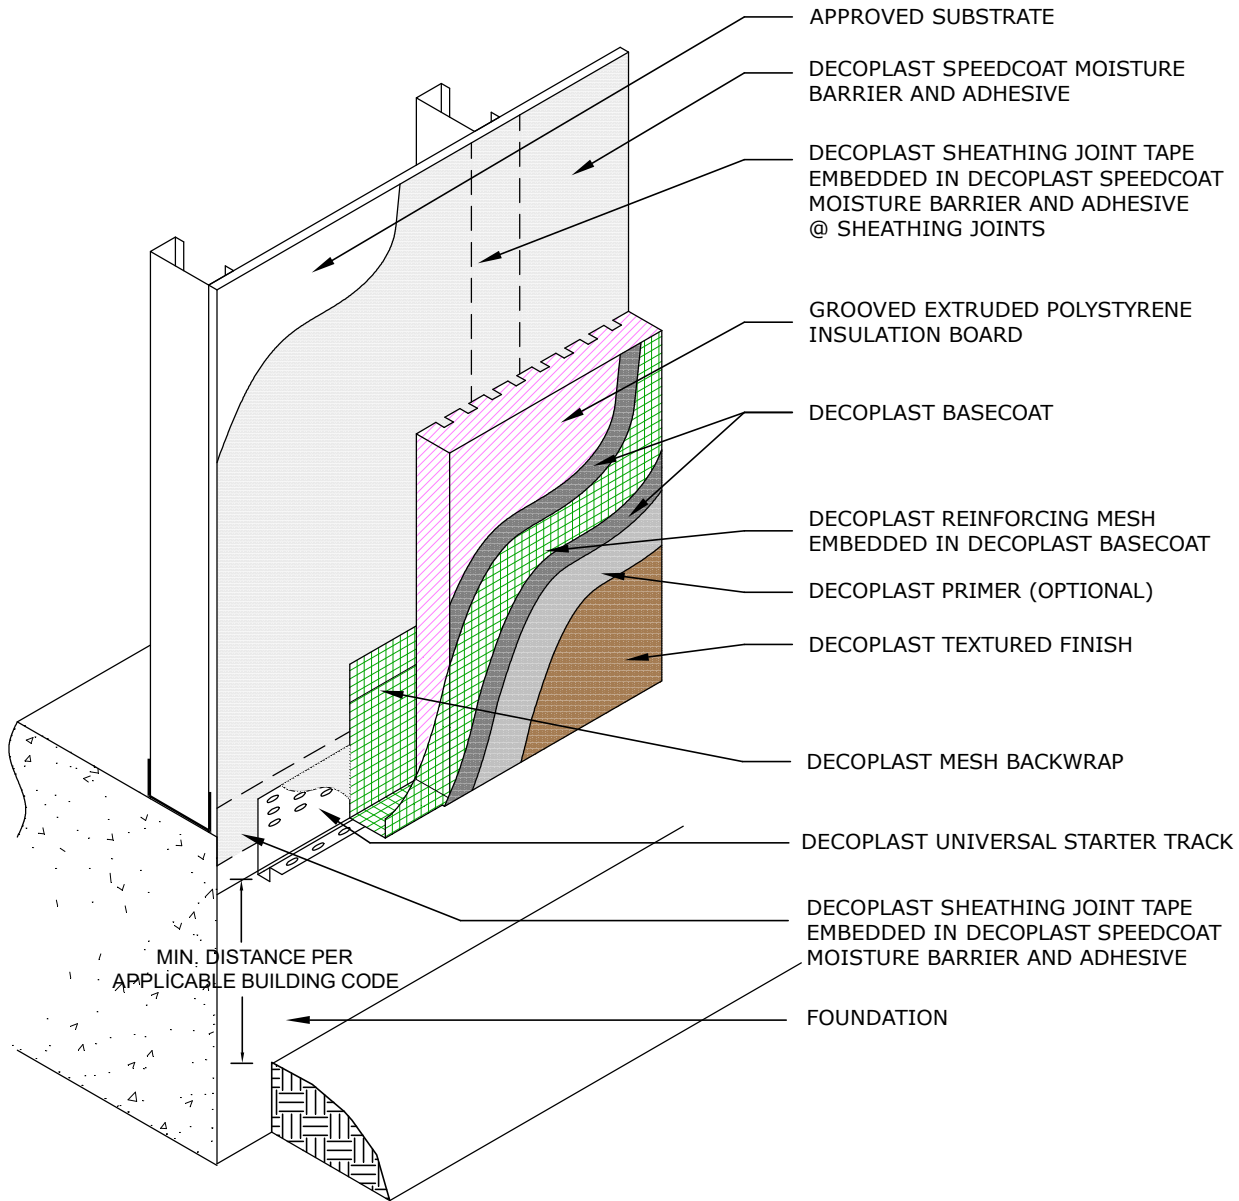 APPROVED SUBSTRATE
DECOPLAST SPEEDCOAT MOISTURE
BARRIER AND ADHESIVE
DECOPLAST SHEATHING JOINT TAPE
EMBEDDED IN DECOPLAST SPEEDCOAT
MOISTURE BARRIER AND ADHESIVE
@ SHEATHING JOINTS
GROOVED EXTRUDED POLYSTYRENE
INSULATION BOARD
DECOPLAST BASECOAT
DECOPLAST REINFORCING MESH
EMBEDDED IN DECOPLAST BASECOAT
DECOPLAST PRIMER (OPTIONAL)
DECOPLAST TEXTURED FINISH
DECOPLAST MESH BACKWRAP
DECOPLAST UNIVERSAL STARTER TRACK
DECOPLAST SHEATHING JOINT TAPE
EMBEDDED IN DECOPLAST SPEEDCOAT
MOISTURE BARRIER AND ADHESIVE
MIN. DISTANCE PER
APPLICABLE BUILDING CODE
FOUNDATION